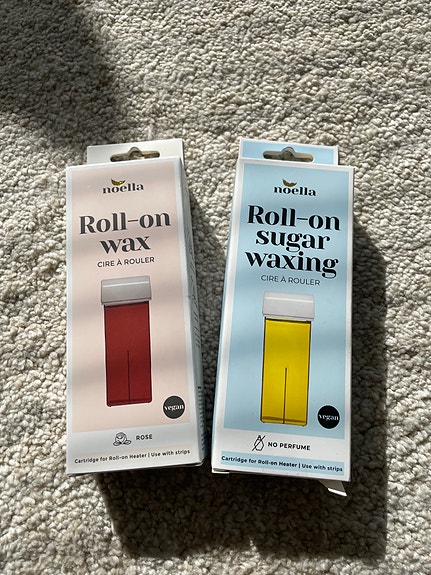 noella
Roll-on
wax
CIRE À ROULER
vegan
ROSE
Cartridge for Roll-on Heater | Use with strips
noella
Roll-on
sugar
waxing
CIRE À ROULER
vegan
NO PERFUME
Cartridge for Roll-on Heater | Use with strips